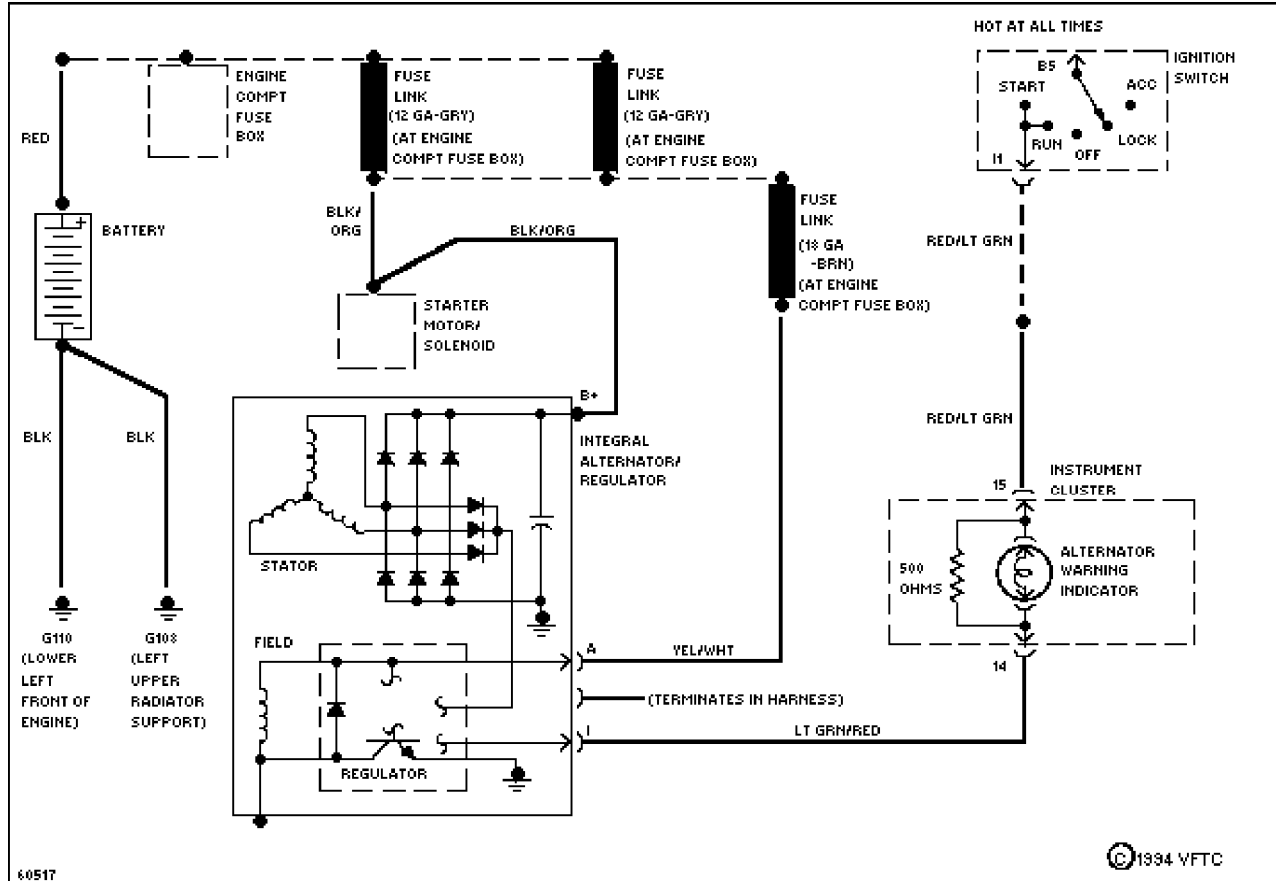 HOT AT ALL TIMES
IGNITION
SWITCH
B5
START
ACC
RUN
OFF
LOCK
I1
ENGINE
COMPT
FUSE
BOX
FUSE
LINK
(12 GA-GRY)
(AT ENGINE
COMPT FUSE BOX)
FUSE
LINK
(12 GA-GRY)
(AT ENGINE
COMPT FUSE BOX)
RED
BATTERY
+
-
BLK/
ORG
BLK/ORG
FUSE
LINK
(18 GA
-BRN)
(AT ENGINE
COMPT FUSE BOX)
RED/LT GRN
STARTER
MOTOR/
SOLENOID
B+
INTEGRAL
ALTERNATOR/
REGULATOR
RED/LT GRN
BLK
BLK
STATOR
15
INSTRUMENT
CLUSTER
500
OHMS
ALTERNATOR
WARNING
INDICATOR
14
G110
(LOWER
LEFT
FRONT OF
ENGINE)
G108
(LEFT
UPPER
RADIATOR
SUPPORT)
FIELD
REGULATOR
A
YEL/WHT
(TERMINATES IN HARNESS)
I
LT GRN/RED
©1994 VFTC
60517